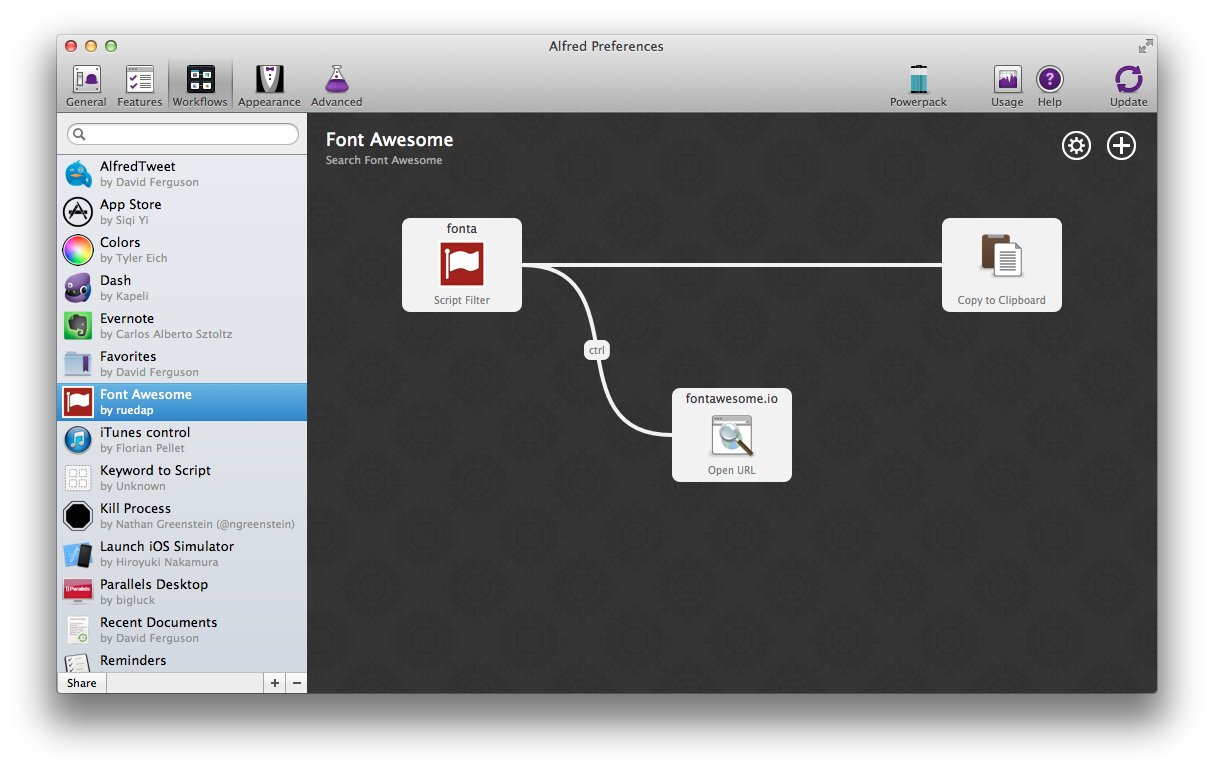 Alfred Preferences
General
Features
Workflows
Appearance
Advanced
Powerpack
Usage
Help
Update
AlfredTweet
by David Ferguson
App Store
by Siqi Yi
Colors
by Tyler Eich
Dash
by Kapeli
Evernote
by Carlos Alberto Sztoltz
Favorites
by David Ferguson
Font Awesome
by ruedap
iTunes control
by Florian Pellet
Keyword to Script
by Unknown
Kill Process
by Nathan Greenstein (@ngreenstein)
Launch iOS Simulator
by Hiroyuki Nakamura
Parallels Desktop
by bigluck
Recent Documents
by David Ferguson
Reminders
Share
Font Awesome
Search Font Awesome
fonta
Script Filter
Copy to Clipboard
ctrl
fontawesome.io
Open URL